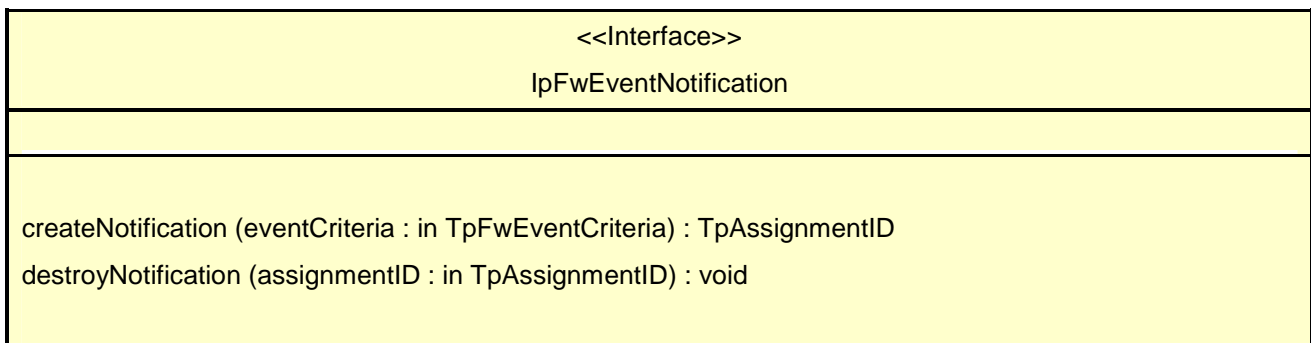 <<Interface>>
IpFwEventNotification
createNotification (eventCriteria : in TpFwEventCriteria) : TpAssignmentID
destroyNotification (assignmentID : in TpAssignmentID) : void